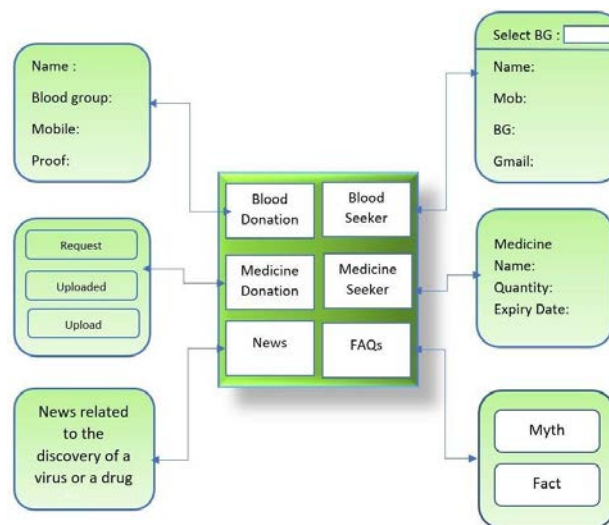 Name :
Blood group:
Mobile:
Proof:
Select BG :
Name:
Mob:
BG:
Gmail:
Blood
Donation
Blood
Seeker
Medicine
Donation
Medicine
Seeker
News
FAQs
Request
Uploaded
Upload
Medicine
Name:
Quantity:
Expiry Date:
News related
to the
discovery of a
virus or a drug
Myth
Fact